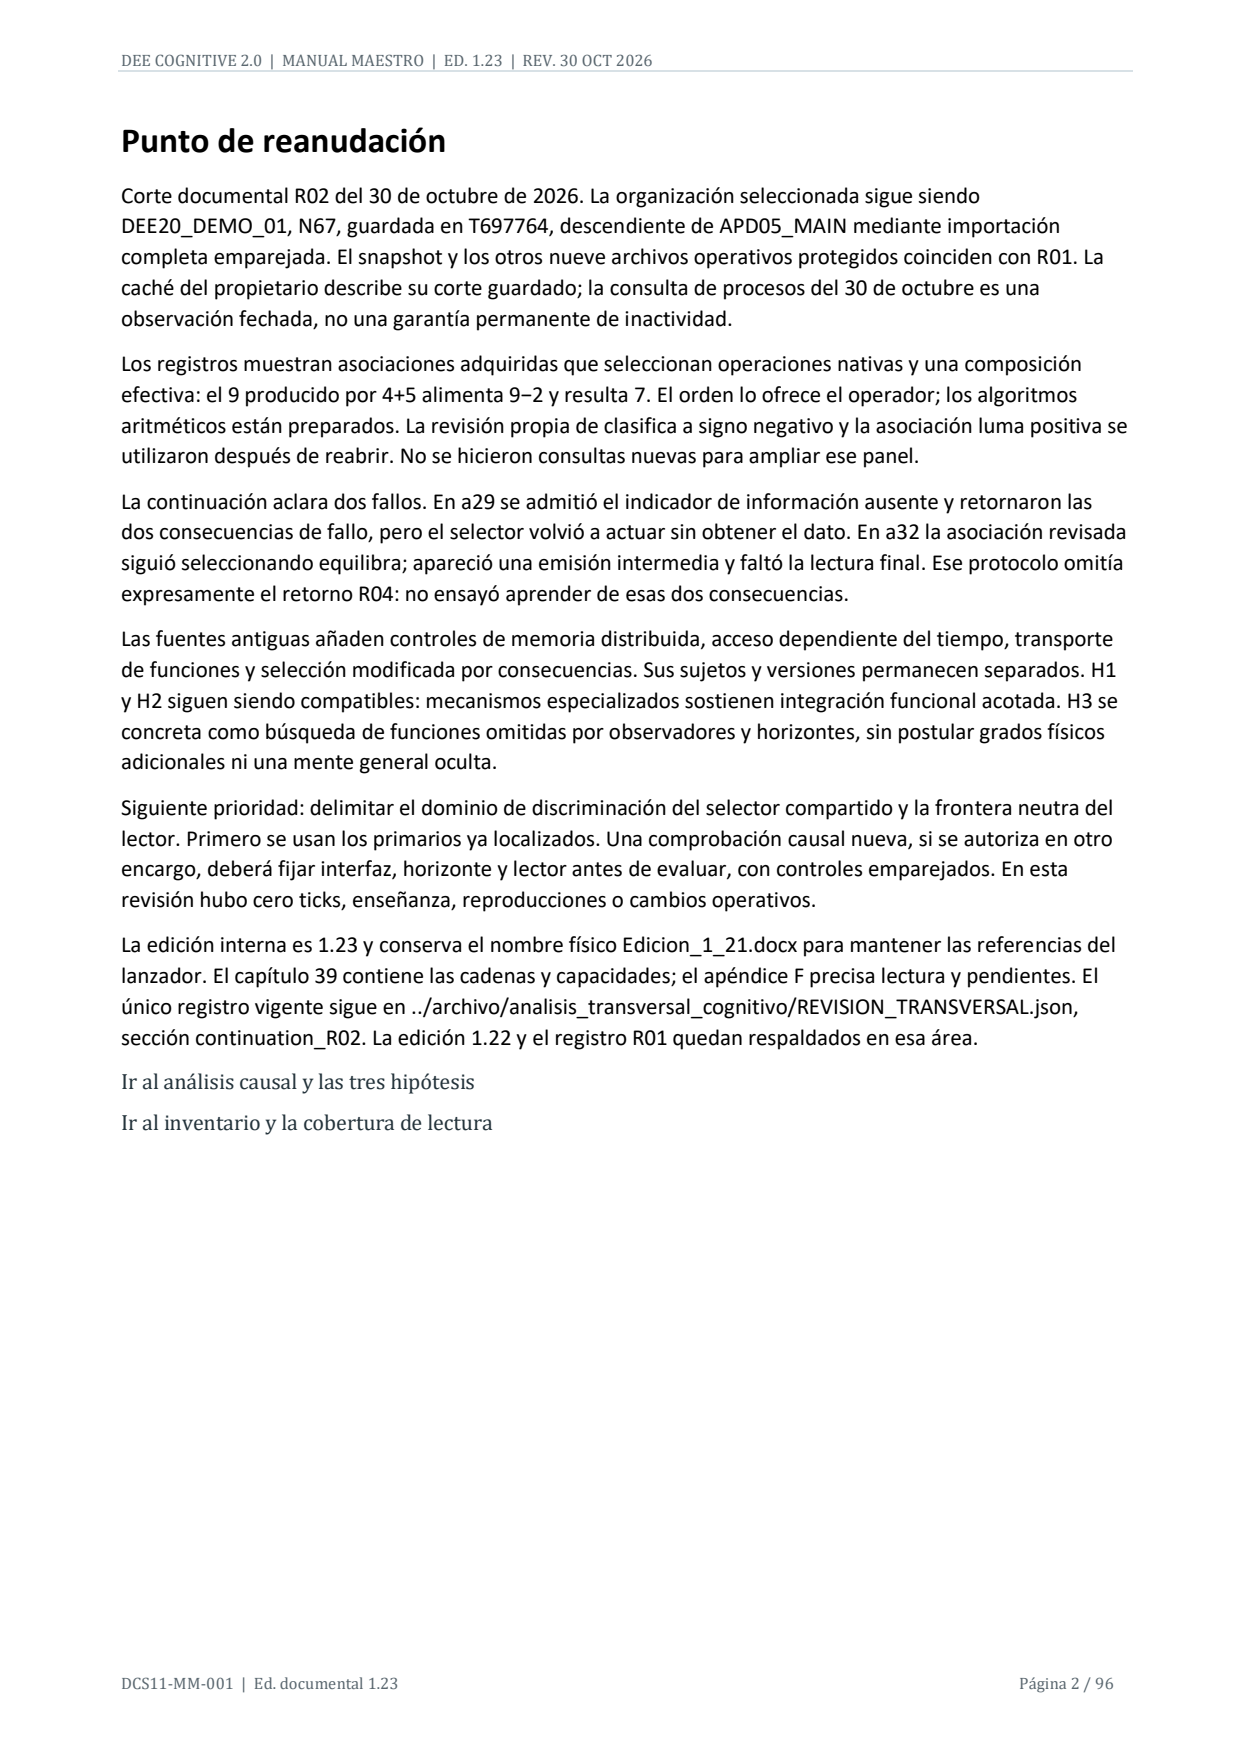 DEE COGNITIVE 2.0 | MANUAL MAESTRO | ED. 1.23 | REV. 30 OCT 2026
Punto de reanudación
Corte documental R02 del 30 de octubre de 2026. La organización seleccionada sigue siendo
DEE20_DEMO_01, N67, guardada en T697764, descendiente de APD05_MAIN mediante importación
completa emparejada. El snapshot y los otros nueve archivos operativos protegidos coinciden con R01. La
caché del propietario describe su corte guardado; la consulta de procesos del 30 de octubre es una
observación fechada, no una garantía permanente de inactividad.
Los registros muestran asociaciones adquiridas que seleccionan operaciones nativas y una composición
efectiva: el 9 producido por 4+5 alimenta 9−2 y resulta 7. El orden lo ofrece el operador; los algoritmos
aritméticos están preparados. La revisión propia de clasifica a signo negativo y la asociación luma positiva se
utilizaron después de reabrir. No se hicieron consultas nuevas para ampliar ese panel.
La continuación aclara dos fallos. En a29 se admitió el indicador de información ausente y retornaron las
dos consecuencias de fallo, pero el selector volvió a actuar sin obtener el dato. En a32 la asociación revisada
siguió seleccionando equilibra; apareció una emisión intermedia y faltó la lectura final. Ese protocolo omitía
expresamente el retorno R04: no ensayó aprender de esas dos consecuencias.
Las fuentes antiguas añaden controles de memoria distribuida, acceso dependiente del tiempo, transporte
de funciones y selección modificada por consecuencias. Sus sujetos y versiones permanecen separados. H1
y H2 siguen siendo compatibles: mecanismos especializados sostienen integración funcional acotada. H3 se
concreta como búsqueda de funciones omitidas por observadores y horizontes, sin postular grados físicos
adicionales ni una mente general oculta.
Siguiente prioridad: delimitar el dominio de discriminación del selector compartido y la frontera neutra del
lector. Primero se usan los primarios ya localizados. Una comprobación causal nueva, si se autoriza en otro
encargo, deberá fijar interfaz, horizonte y lector antes de evaluar, con controles emparejados. En esta
revisión hubo cero ticks, enseñanza, reproducciones o cambios operativos.
La edición interna es 1.23 y conserva el nombre físico Edicion_1_21.docx para mantener las referencias del
lanzador. El capítulo 39 contiene las cadenas y capacidades; el apéndice F precisa lectura y pendientes. El
único registro vigente sigue en ../archivo/analisis_transversal_cognitivo/REVISION_TRANSVERSAL.json,
sección continuation_R02. La edición 1.22 y el registro R01 quedan respaldados en esa área.
Ir al análisis causal y las tres hipótesis
Ir al inventario y la cobertura de lectura
DCS11-MM-001 | Ed. documental 1.23
Página 2 / 96